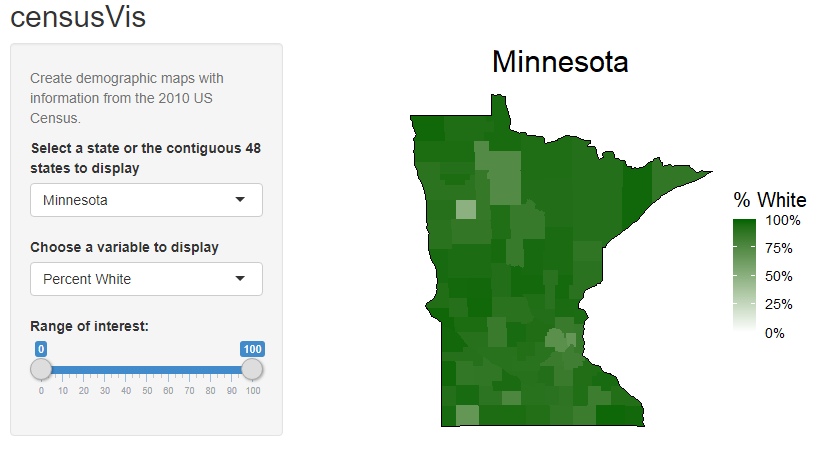 censusVis
Create demographic maps with
information from the 2010 US
Census.
Select a state or the contiguous 48
states to display
Minnesota
Choose a variable to display
Percent White
Range of interest:
0 100
0 10 20 30 40 50 60 70 80 90 100
Minnesota
% White
100%
75%
50%
25%
0%